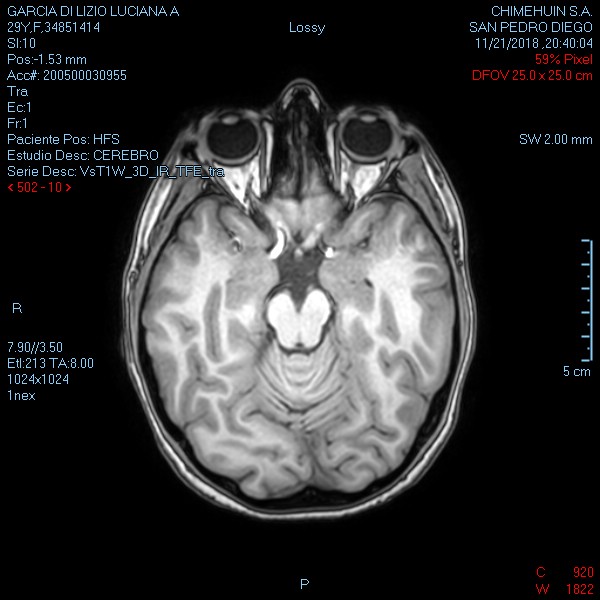 GARCIA DI LIZIO LUCIANA A
29Y,F,34851414
Sl:10
Pos:-1.53 mm
Acc#: 200500030955
Tra
Ec:1
Fr:1
Paciente Pos: HFS
Estudio Desc: CEREBRO
Serie Desc: VsT1W_3D_IR_TFE_tra
< 502 - 10 >
Lossy
CHIMEHUIN S.A.
SAN PEDRO DIEGO
11/21/2018 ,20:40:04
59% Pixel
DFOV 25.0 x 25.0 cm
SW 2.00 mm
R
7.90//3.50
Etl:213 TA:8.00
1024x1024
1nex
5 cm
P
C 920
W 1822